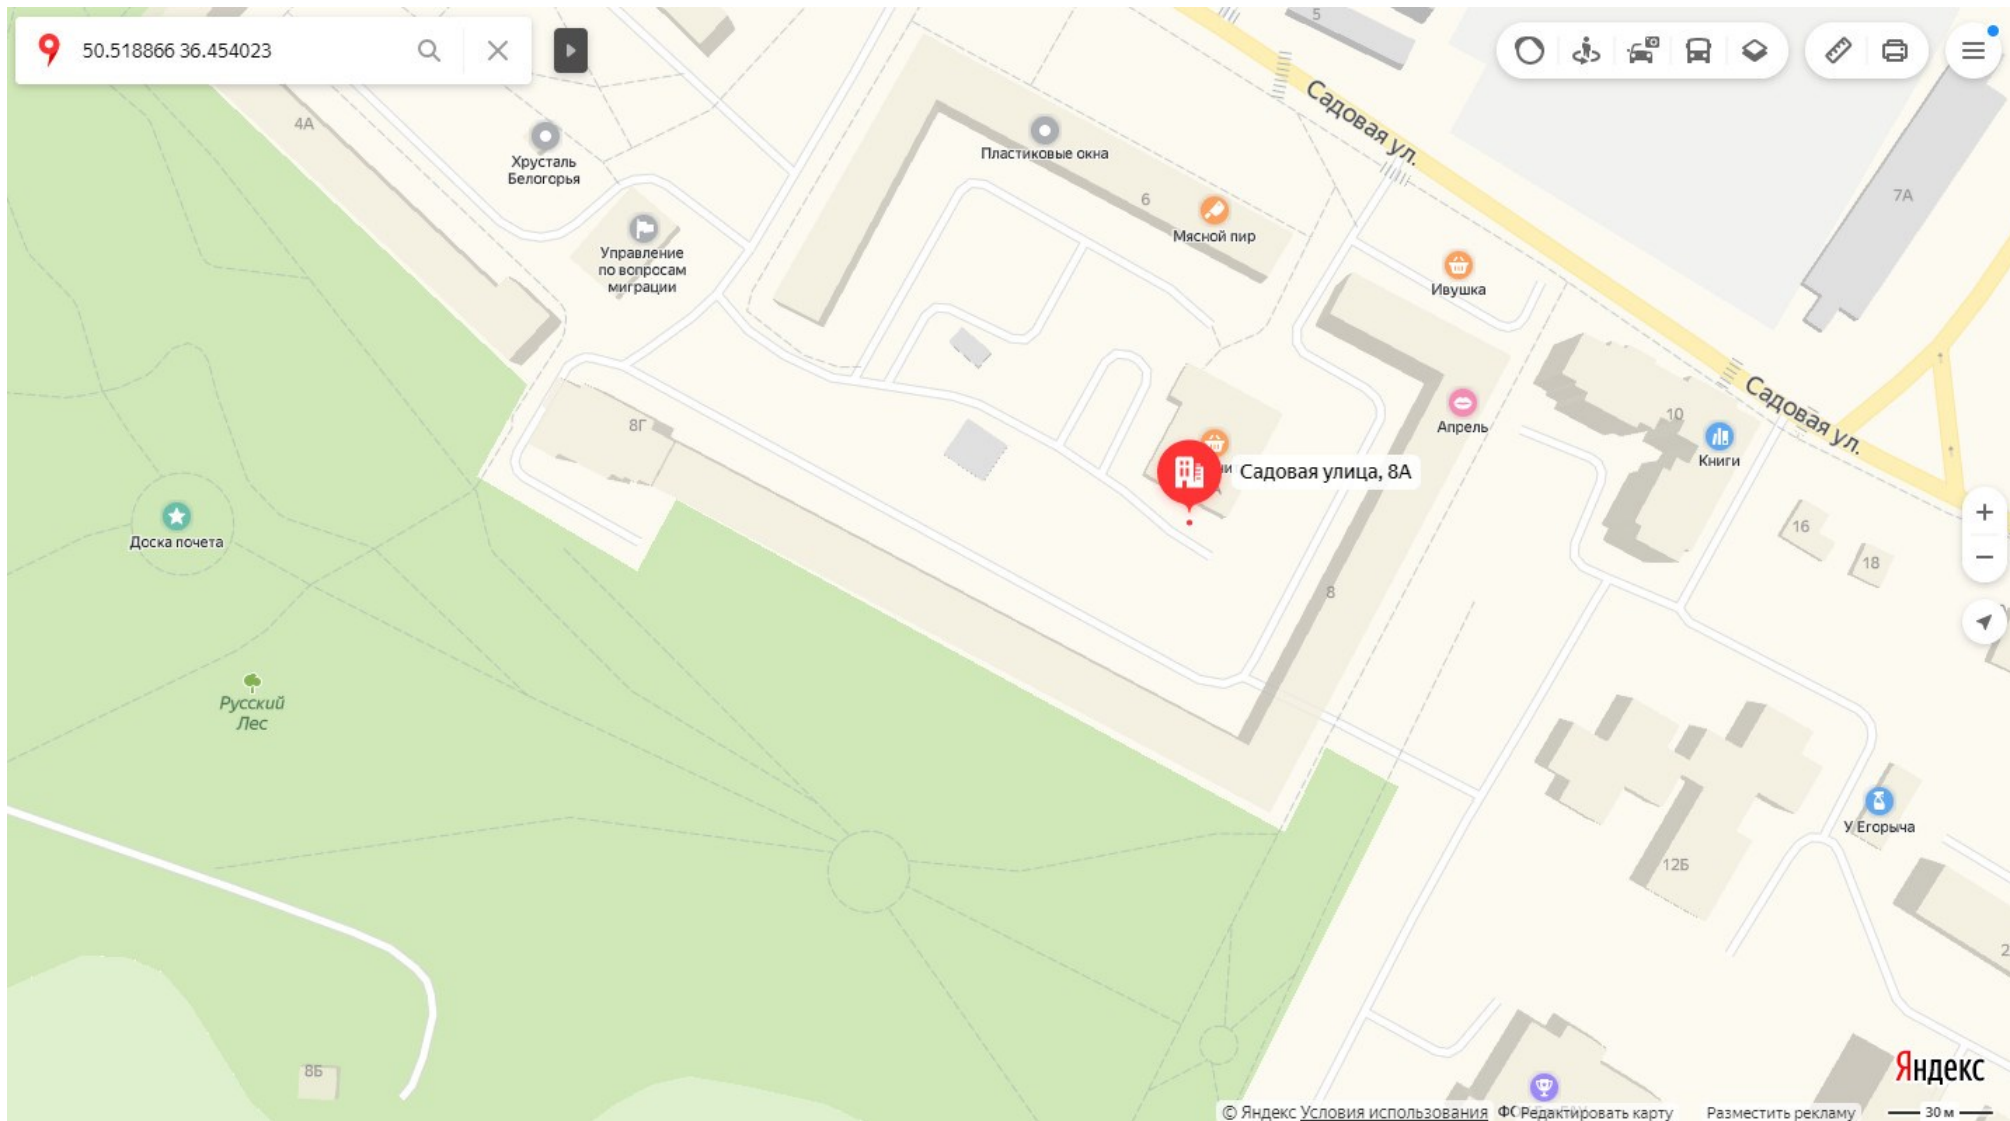 50.518866 36.454023
5
Садовая ул.
4А
Хрусталь
Белогорья
Пластиковые окна
6
Мясной пир
7А
Управление
по вопросам
миграции
Ивушка
Садовая ул.
8Г
Апрель
10
Книги
Садовая улица, 8А
Доска почета
16
18
8
Русский
Лес
У Егорыча
12Б
2
8Б
Яндекс
© Яндекс Условия использования
Редактировать карту
Разместить рекламу
30 м